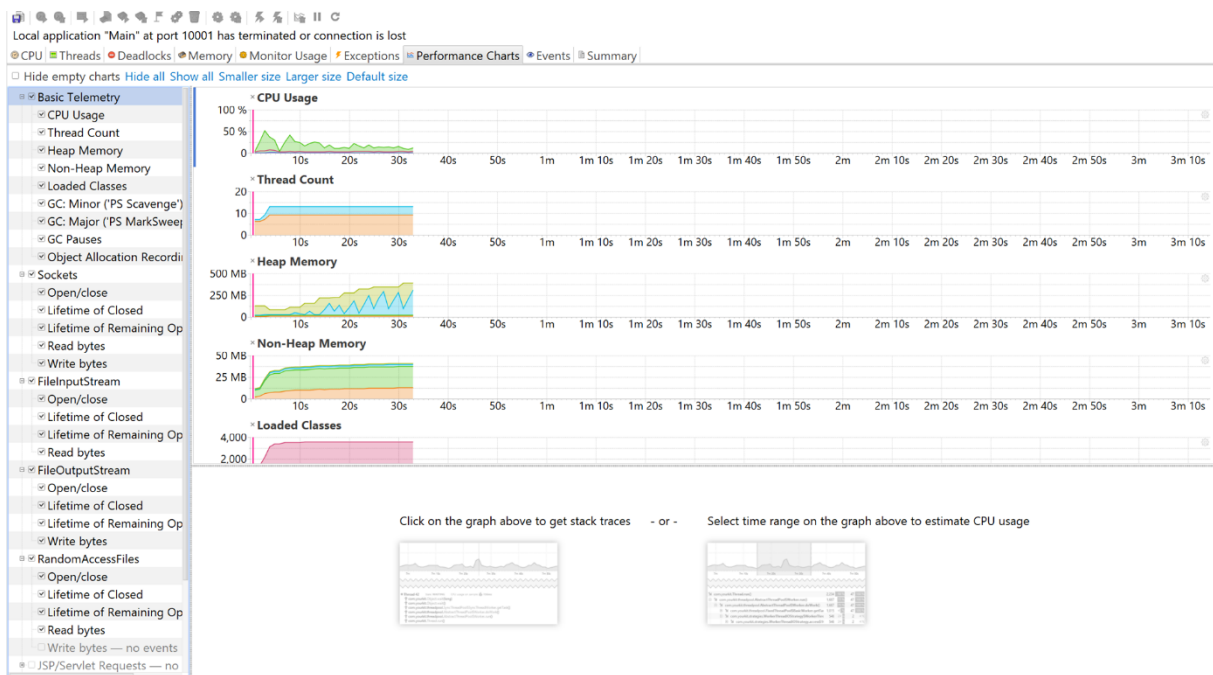 Local application "Main" at port 10001 has terminated or connection is lost
CPU Threads Deadlocks Memory Monitor Usage Exceptions Performance Charts Events Summary
Hide empty charts Hide all Show all Smaller size Larger size Default size
Basic Telemetry
CPU Usage
Thread Count
Heap Memory
Non-Heap Memory
Loaded Classes
GC: Minor ('PS Scavenge')
GC: Major ('PS MarkSweep
GC Pauses
Object Allocation Recordi
Sockets
Open/close
Lifetime of Closed
Lifetime of Remaining Op
Read bytes
Write bytes
FileInputStream
Open/close
Lifetime of Closed
Lifetime of Remaining Op
Read bytes
FileOutputStream
Open/close
Lifetime of Closed
Lifetime of Remaining Op
Write bytes
RandomAccessFiles
Open/close
Lifetime of Closed
Lifetime of Remaining Op
Read bytes
Write bytes — no events
JSP/Servlet Requests — no
CPU Usage
100 %
50 %
0
10s 20s 30s 40s 50s 1m 1m 10s 1m 20s 1m 30s 1m 40s 1m 50s 2m 2m 10s 2m 20s 2m 30s 2m 40s 2m 50s 3m 3m 10s
Thread Count
20
10
0
10s 20s 30s 40s 50s 1m 1m 10s 1m 20s 1m 30s 1m 40s 1m 50s 2m 2m 10s 2m 20s 2m 30s 2m 40s 2m 50s 3m 3m 10s
Heap Memory
500 MB
250 MB
0
10s 20s 30s 40s 50s 1m 1m 10s 1m 20s 1m 30s 1m 40s 1m 50s 2m 2m 10s 2m 20s 2m 30s 2m 40s 2m 50s 3m 3m 10s
Non-Heap Memory
50 MB
25 MB
0
10s 20s 30s 40s 50s 1m 1m 10s 1m 20s 1m 30s 1m 40s 1m 50s 2m 2m 10s 2m 20s 2m 30s 2m 40s 2m 50s 3m 3m 10s
Loaded Classes
4,000
2,000
Click on the graph above to get stack traces - or - Select time range on the graph above to estimate CPU usage